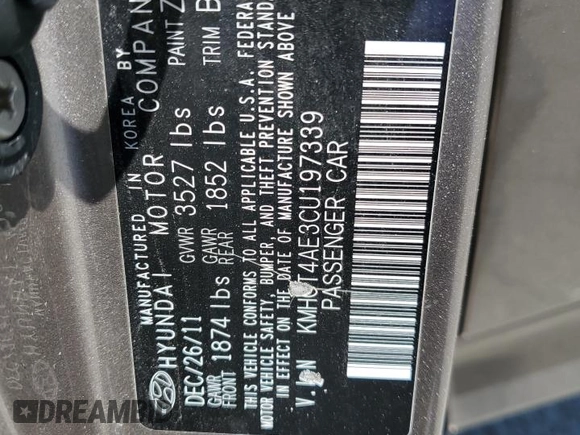 MANUFACTURED IN KOREA BY
HYUNDAI MOTOR COMPAN
DEC/26/11 GVWR 3527 lbs PAINT Z
GAWR FRONT 1874 lbs GAWR REAR 1852 lbs TRIM B
THIS VEHICLE CONFORMS TO ALL APPLICABLE U.S.A. FEDERA
MOTOR VEHICLE SAFETY, BUMPER, AND THEFT PREVENTION STAND
IN EFFECT ON THE DATE OF MANUFACTURE SHOWN ABOVE
V.I.N KMHCT4AE3CU197339
PASSENGER CAR
DREAMBID